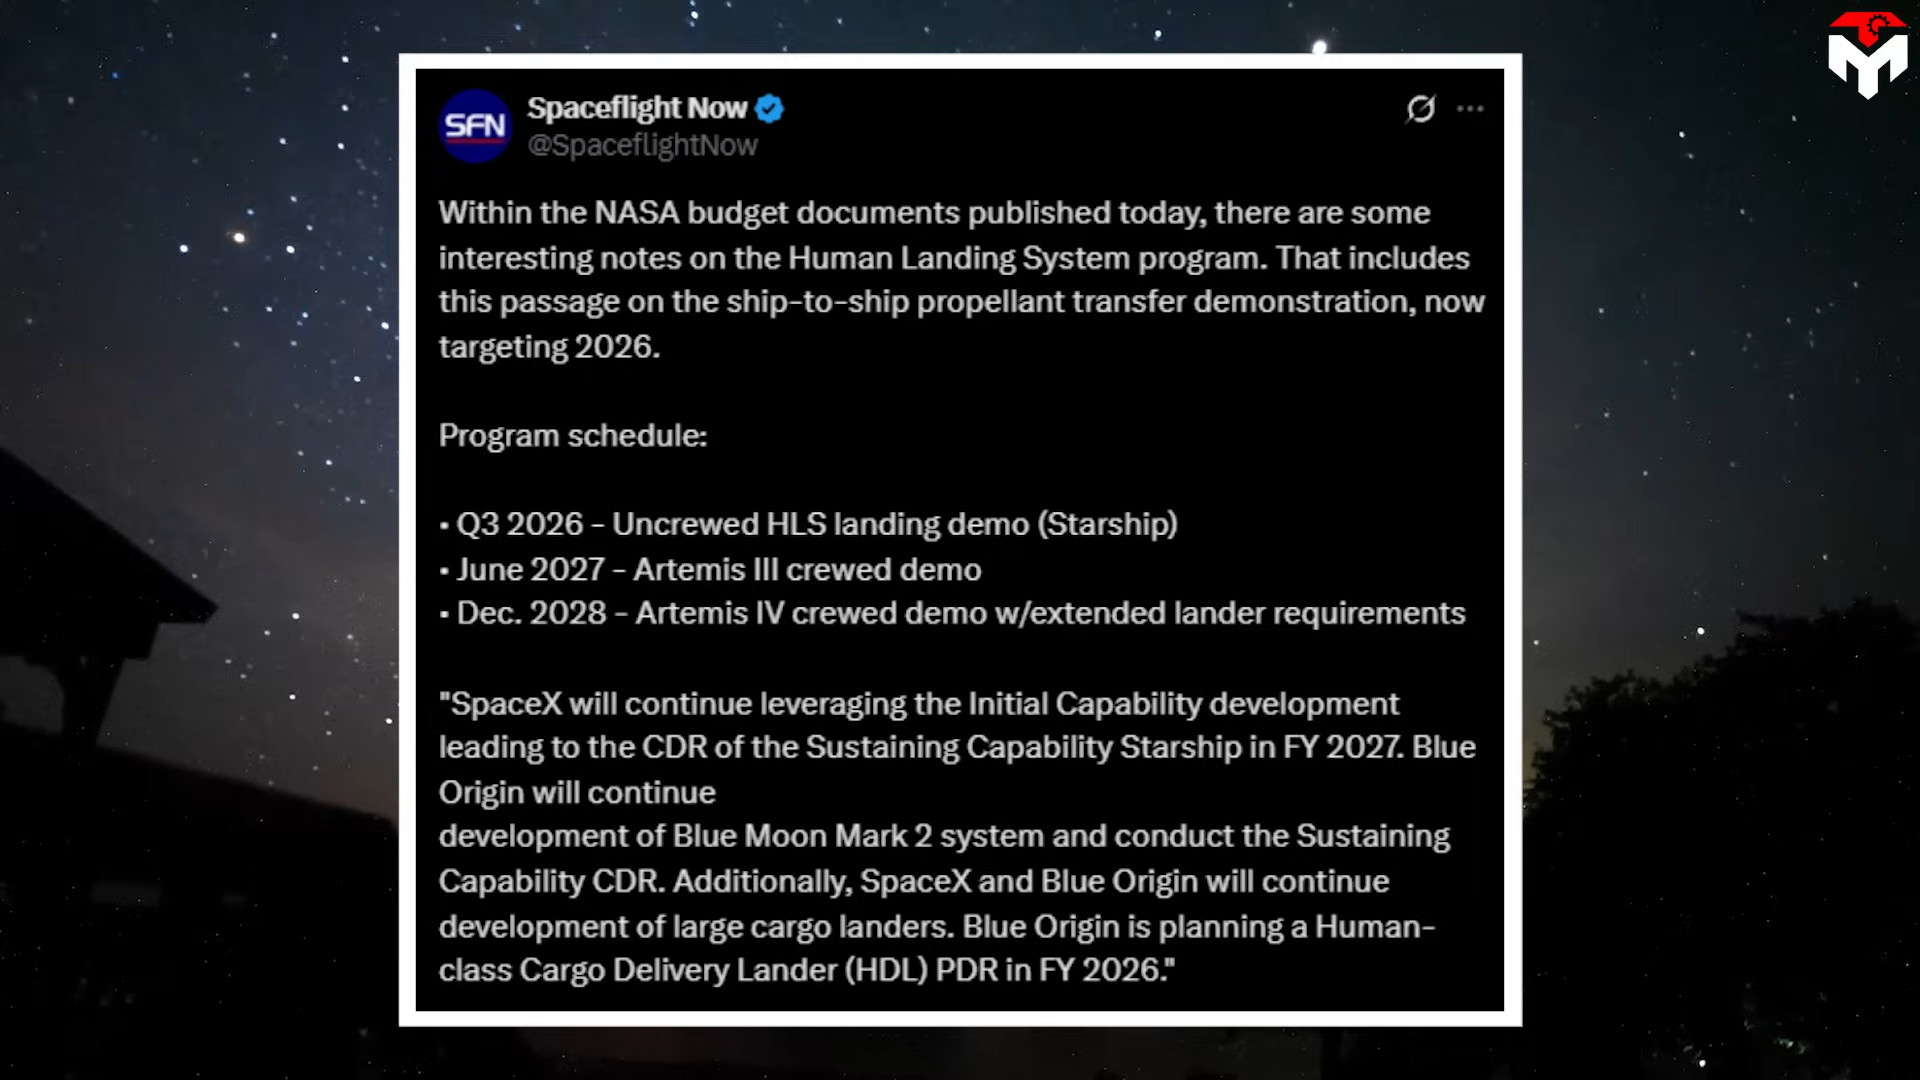 SFN
Spaceflight Now
@SpaceflightNow
Within the NASA budget documents published today, there are some
interesting notes on the Human Landing System program. That includes
this passage on the ship-to-ship propellant transfer demonstration, now
targeting 2026.
Program schedule:
• Q3 2026 – Uncrewed HLS landing demo (Starship)
• June 2027 – Artemis III crewed demo
• Dec. 2028 – Artemis IV crewed demo w/extended lander requirements
"SpaceX will continue leveraging the Initial Capability development
leading to the CDR of the Sustaining Capability Starship in FY 2027. Blue
Origin will continue
development of Blue Moon Mark 2 system and conduct the Sustaining
Capability CDR. Additionally, SpaceX and Blue Origin will continue
development of large cargo landers. Blue Origin is planning a Human-
class Cargo Delivery Lander (HDL) PDR in FY 2026."